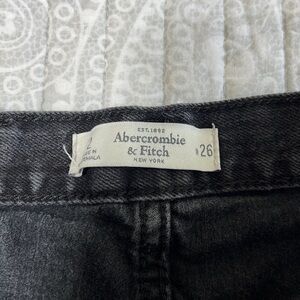 EST. 1892
Abercrombie
& Fitch
NEW YORK
26